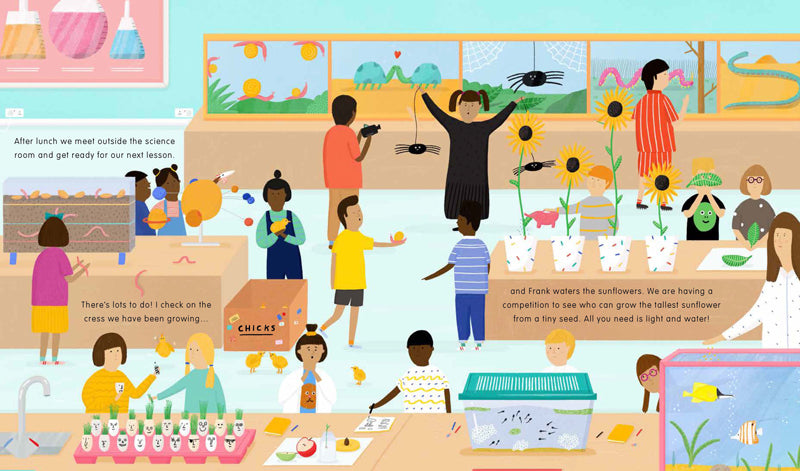 After lunch we meet outside the science
room and get ready for our next lesson.
There's lots to do! I check on the
cress we have been growing...
CHICKS
and Frank waters the sunflowers. We are having a
competition to see who can grow the tallest sunflower
from a tiny seed. All you need is light and water!